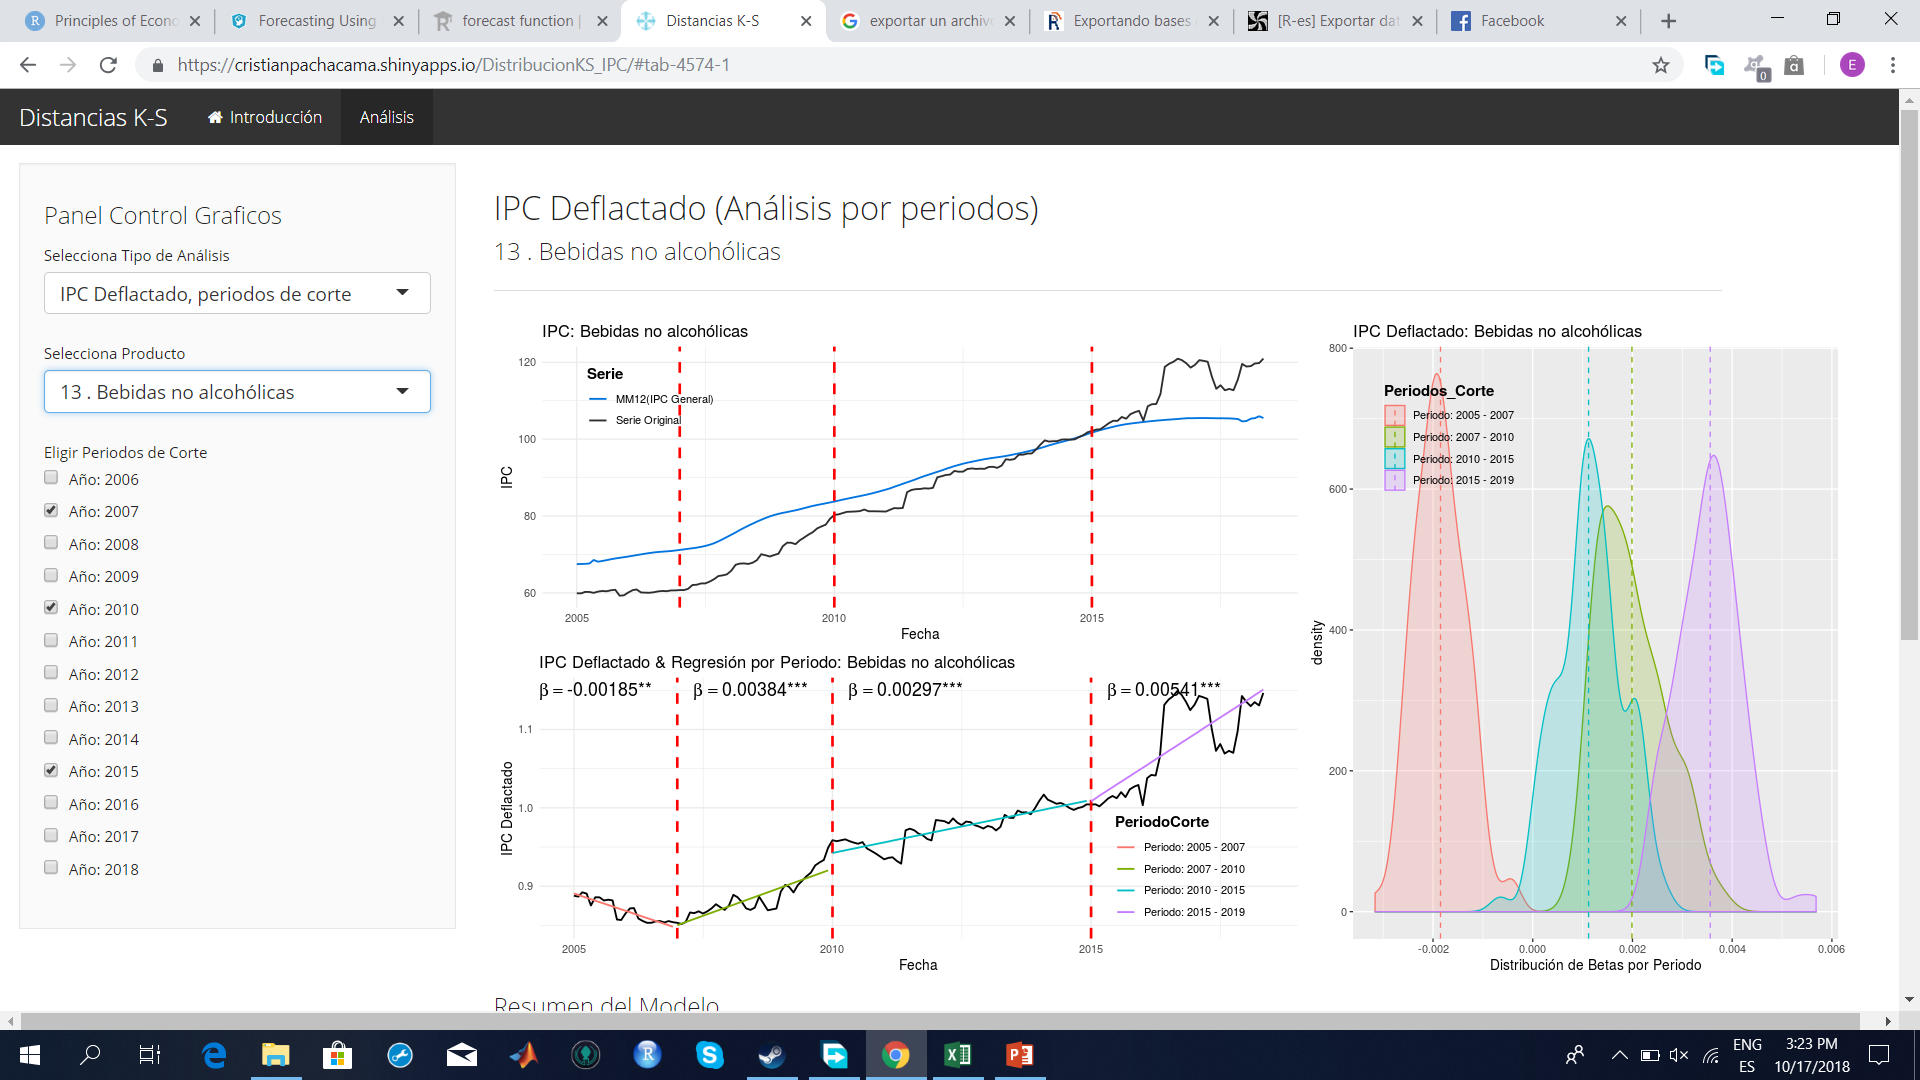 Principles of Econo
Forecasting Using
forecast function |
Distancias K-S
exportar un archiv
Exportando bases
[R-es] Exportar dat
Facebook
https://cristianpachacama.shinyapps.io/DistribucionKS_IPC/#tab-4574-1
0
a
E
Distancias K-S
Introducción
Análisis
Panel Control Graficos
Selecciona Tipo de Análisis
IPC Deflactado, periodos de corte
Selecciona Producto
13 . Bebidas no alcohólicas
Eligir Periodos de Corte
Año: 2006
Año: 2007
Año: 2008
Año: 2009
Año: 2010
Año: 2011
Año: 2012
Año: 2013
Año: 2014
Año: 2015
Año: 2016
Año: 2017
Año: 2018
IPC Deflactado (Análisis por periodos)
13 . Bebidas no alcohólicas
IPC: Bebidas no alcohólicas
120
100
80
60
IPC
Serie
MM12(IPC General)
Serie Original
2005
2010
2015
Fecha
IPC Deflactado & Regresión por Periodo: Bebidas no alcohólicas
β = -0.00185**
β = 0.00384***
β = 0.00297***
β = 0.00541***
1.1
1.0
0.9
IPC Deflactado
PeriodoCorte
Periodo: 2005 - 2007
Periodo: 2007 - 2010
Periodo: 2010 - 2015
Periodo: 2015 - 2019
2005
2010
2015
Fecha
IPC Deflactado: Bebidas no alcohólicas
800
600
400
200
0
density
Periodos_Corte
Periodo: 2005 - 2007
Periodo: 2007 - 2010
Periodo: 2010 - 2015
Periodo: 2015 - 2019
-0.002
0.000
0.002
0.004
0.006
Distribución de Betas por Periodo
Resumen del Modelo
ENG
ES
3:23 PM
10/17/2018